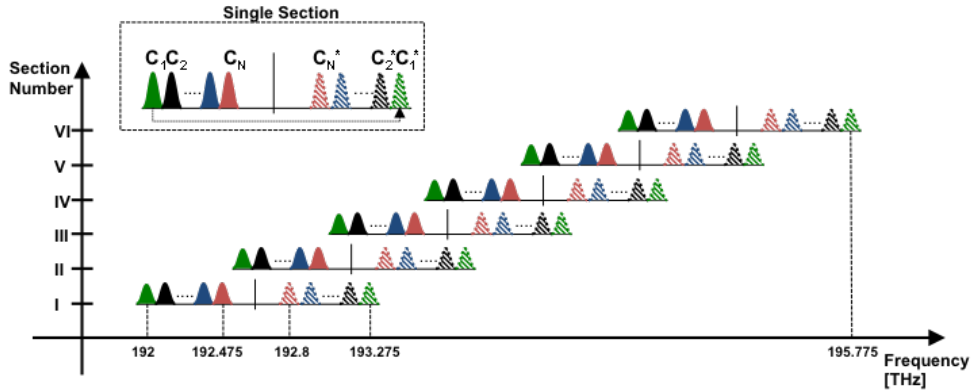 Single Section
C1C2 CN CN* C2*C1*
Section
Number
VI
V
IV
III
II
I
192 192.475 192.8 193.275 195.775
Frequency
[THz]